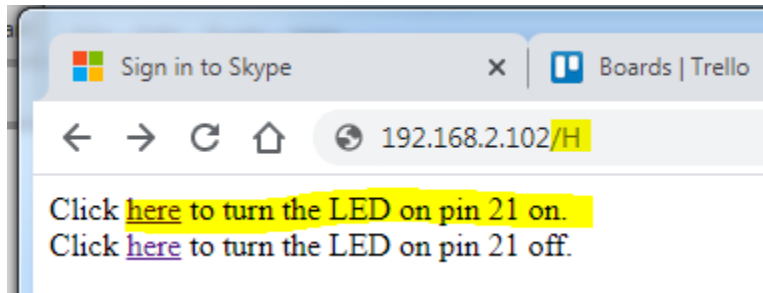 Sign in to Skype
Boards | Trello
192.168.2.102/H
Click here to turn the LED on pin 21 on.
Click here to turn the LED on pin 21 off.